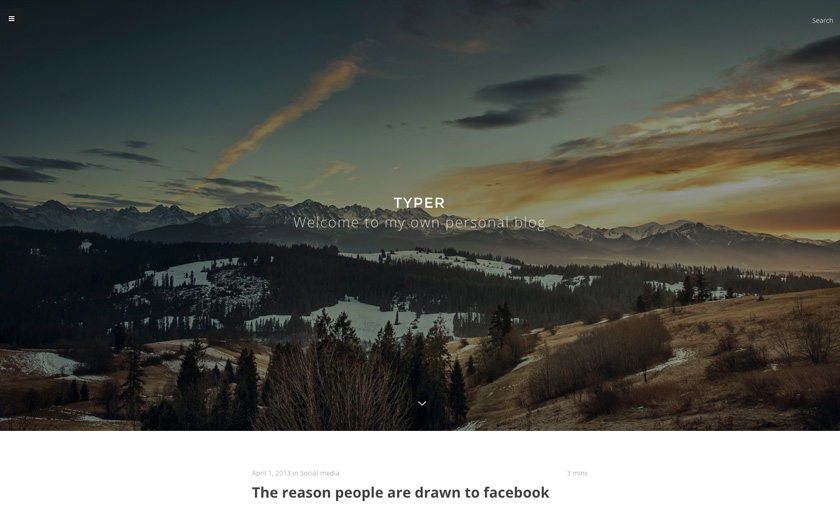 Search
TYPER
Welcome to my own personal blog
April 1, 2013 in Social media
3 mins
The reason people are drawn to facebook